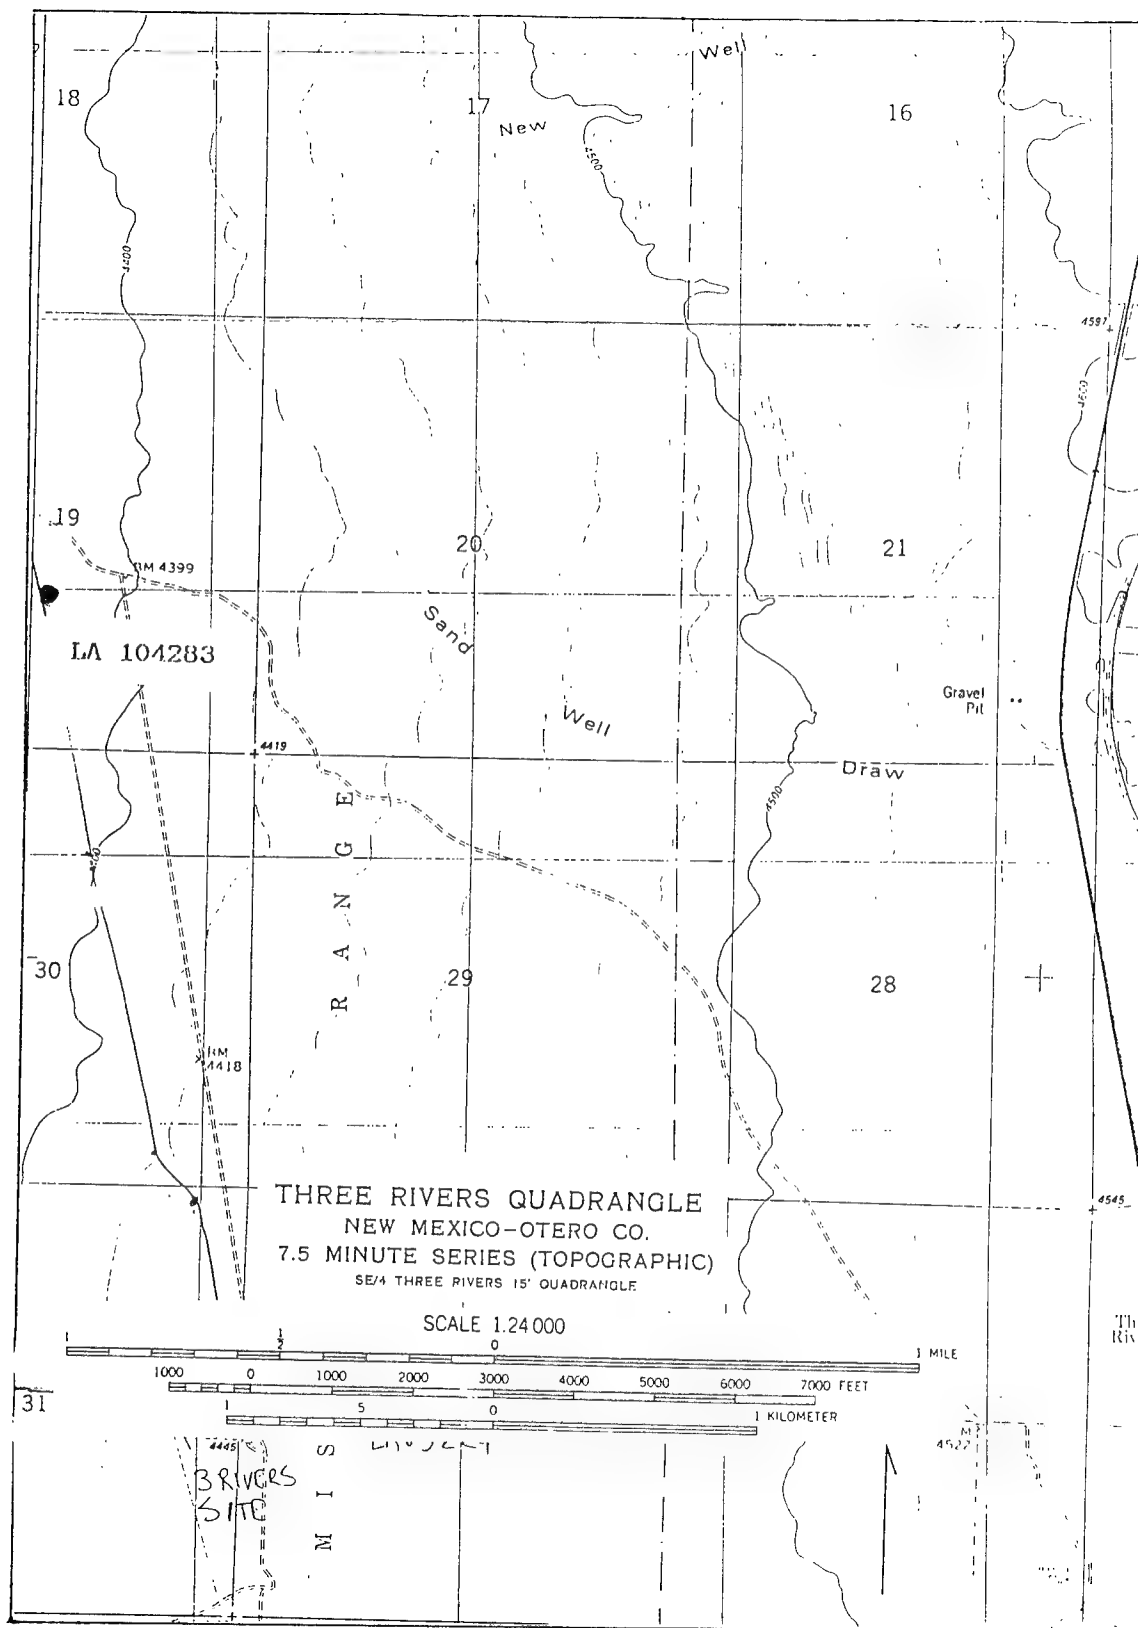 Well
18
17
16
New
4500
4400
4597
4600
19
20
21
BM 4399
Sand
LA 104283
Gravel
Pit
Well
4419
Draw
4500
RANGE
30
29
28
BM
4418
THREE RIVERS QUADRANGLE
NEW MEXICO-OTERO CO.
7.5 MINUTE SERIES (TOPOGRAPHIC)
SE/4 THREE RIVERS 15' QUADRANGLE
4545
SCALE 1:24000
1 1/2 0 1 MILE
1000 0 1000 2000 3000 4000 5000 6000 7000 FEET
1 5 0 1 KILOMETER
31
4445
3 RIVERS
SITE
MIS
4522